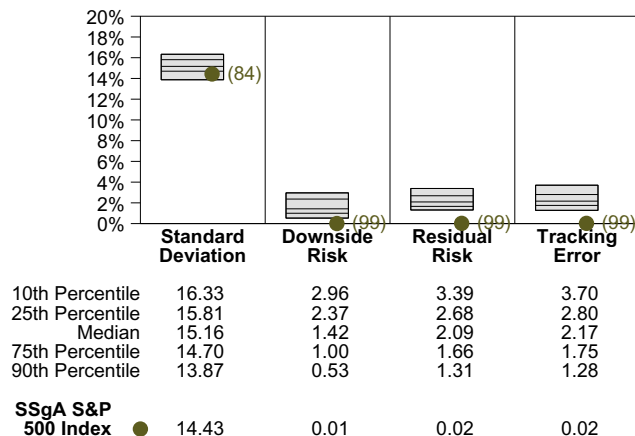 20%
18%
16%
14%
12%
10%
8%
6%
4%
2%
0%
(84)
(99)
(99)
(99)
Standard Deviation
Downside Risk
Residual Risk
Tracking Error
10th Percentile 16.33 2.96 3.39 3.70
25th Percentile 15.81 2.37 2.68 2.80
Median 15.16 1.42 2.09 2.17
75th Percentile 14.70 1.00 1.66 1.75
90th Percentile 13.87 0.53 1.31 1.28
SSgA S&P
500 Index 14.43 0.01 0.02 0.02